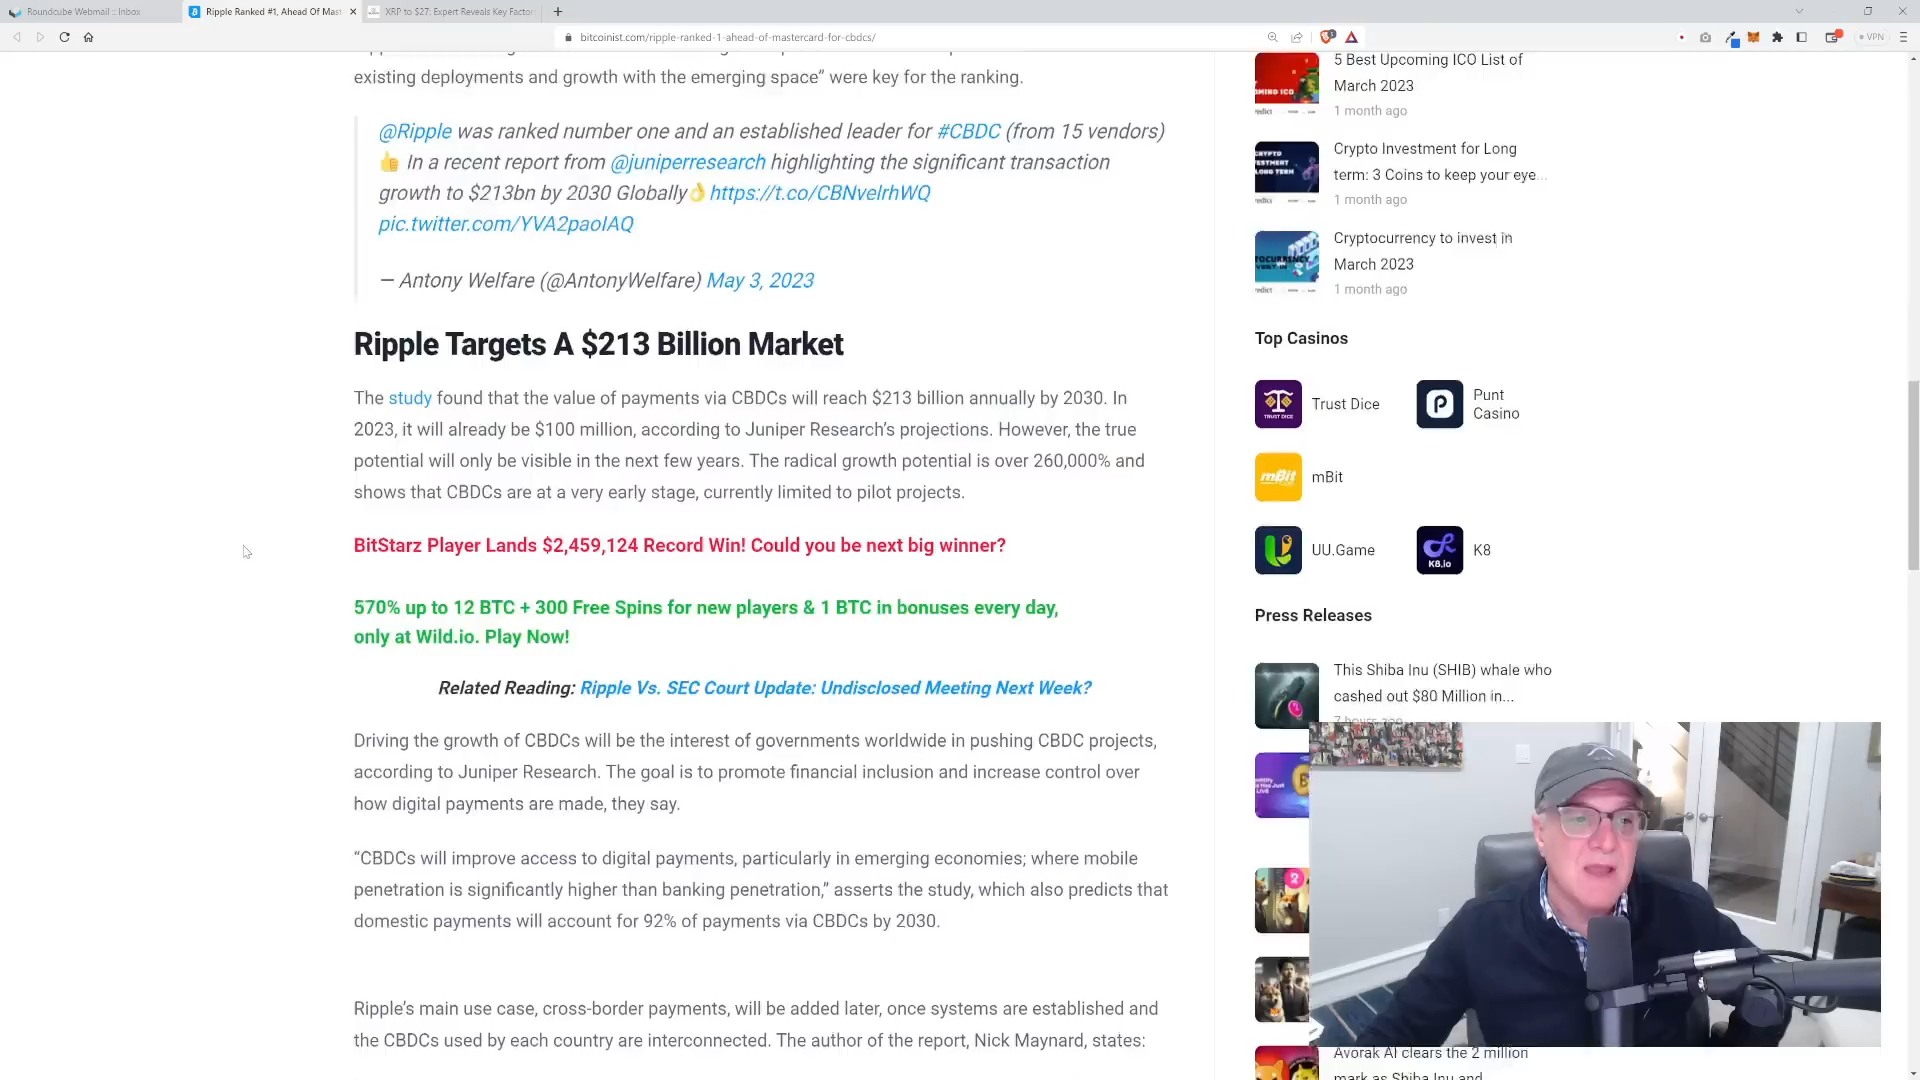 Roundcube Webmail :: Inbox
Ripple Ranked #1, Ahead Of Mast
XRP to $27: Expert Reveals Key Factor
bitcoinist.com/ripple-ranked-1-ahead-of-mastercard-for-cbdcs/
VPN
existing deployments and growth with the emerging space” were key for the ranking.
@Ripple was ranked number one and an established leader for #CBDC (from 15 vendors)
👍 In a recent report from @juniperresearch highlighting the significant transaction
growth to $213bn by 2030 Globally👌https://t.co/CBNvelrhWQ
pic.twitter.com/YVA2paoIAQ
— Antony Welfare (@AntonyWelfare) May 3, 2023
Ripple Targets A $213 Billion Market
The study found that the value of payments via CBDCs will reach $213 billion annually by 2030. In
2023, it will already be $100 million, according to Juniper Research’s projections. However, the true
potential will only be visible in the next few years. The radical growth potential is over 260,000% and
shows that CBDCs are at a very early stage, currently limited to pilot projects.
BitStarz Player Lands $2,459,124 Record Win! Could you be next big winner?
570% up to 12 BTC + 300 Free Spins for new players & 1 BTC in bonuses every day,
only at Wild.io. Play Now!
Related Reading: Ripple Vs. SEC Court Update: Undisclosed Meeting Next Week?
Driving the growth of CBDCs will be the interest of governments worldwide in pushing CBDC projects,
according to Juniper Research. The goal is to promote financial inclusion and increase control over
how digital payments are made, they say.
“CBDCs will improve access to digital payments, particularly in emerging economies; where mobile
penetration is significantly higher than banking penetration,” asserts the study, which also predicts that
domestic payments will account for 92% of payments via CBDCs by 2030.
Ripple’s main use case, cross-border payments, will be added later, once systems are established and
the CBDCs used by each country are interconnected. The author of the report, Nick Maynard, states:
5 Best Upcoming ICO List of
March 2023
1 month ago
Crypto Investment for Long
term: 3 Coins to keep your eye...
1 month ago
Cryptocurrency to invest in
March 2023
1 month ago
Top Casinos
TRUST DICE
Trust Dice
Punt
Casino
mBit
mBit
UU.Game
K8.io
K8
Press Releases
This Shiba Inu (SHIB) whale who
cashed out $80 Million in...
7 hours ago
Avorak AI clears the 2 million
mark as Shiba Inu and